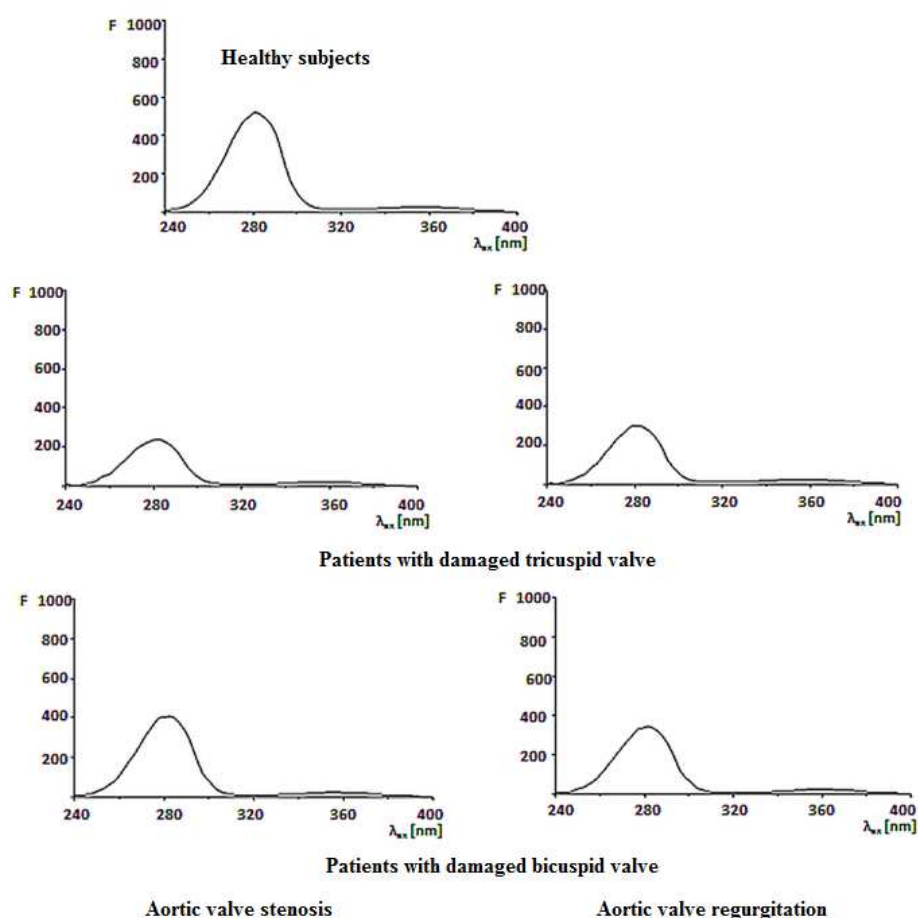 F 1000
Healthy subjects
800
600
400
200
240 280 320 360 400
λex [nm]
F 1000 F 1000
800 800
600 600
400 400
200 200
240 280 320 360 400 240 280 320 360 400
λex [nm] λex [nm]
Patients with damaged tricuspid valve
F 1000 F 1000
800 800
600 600
400 400
200 200
240 280 320 360 400 240 280 320 360 400
λex [nm] λex [nm]
Patients with damaged bicuspid valve
Aortic valve stenosis Aortic valve regurgitation